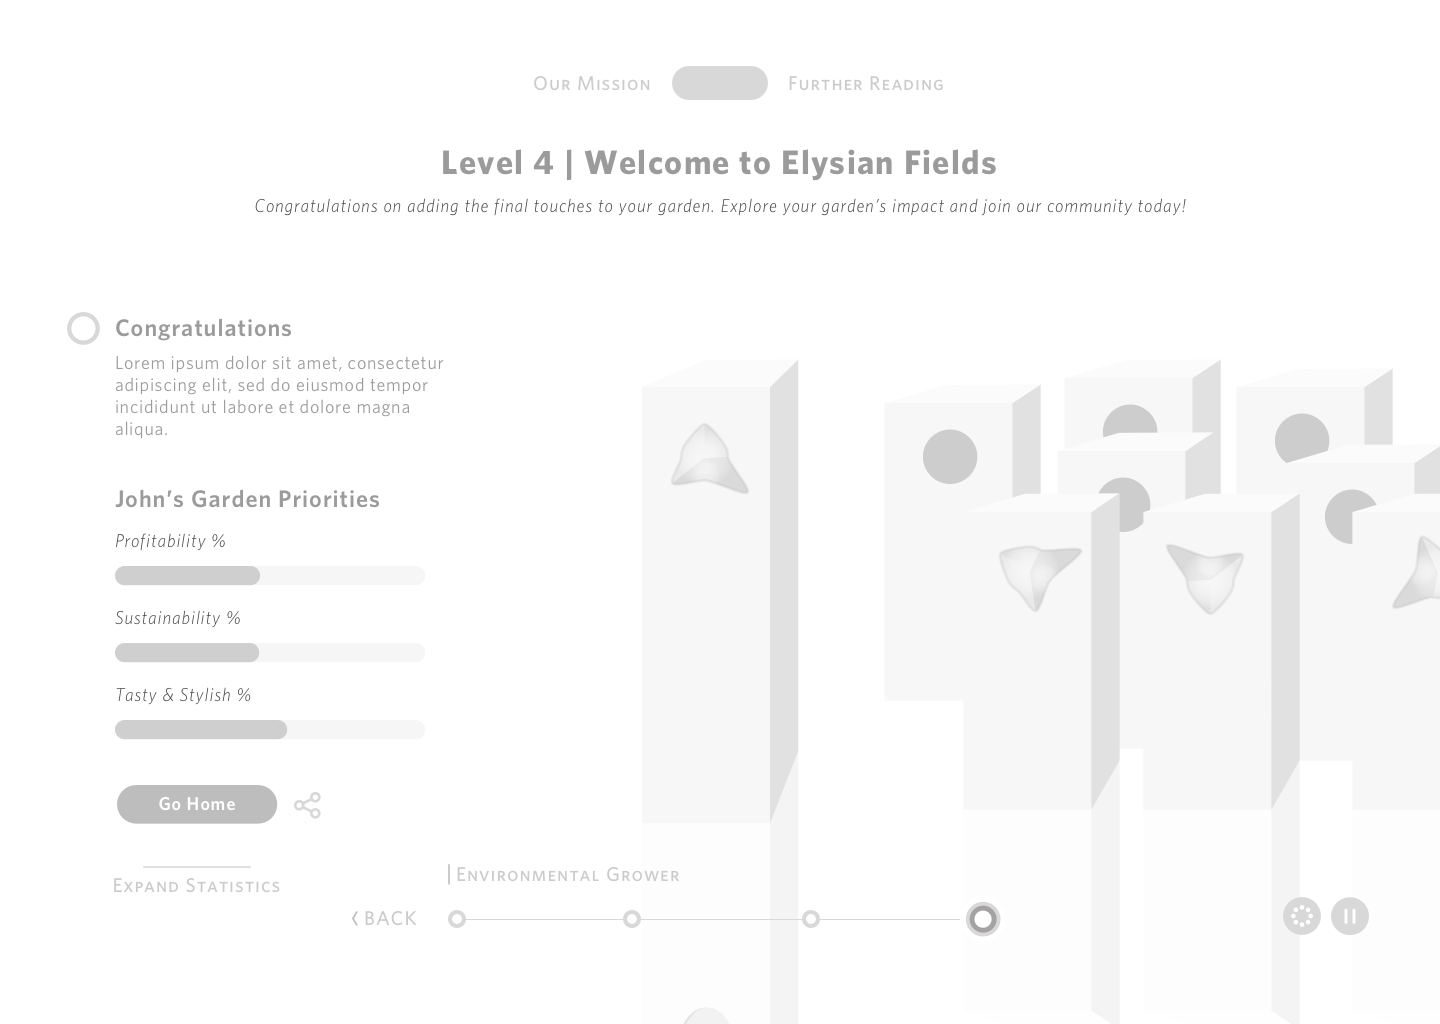 Our Mission
Further Reading
Level 4 | Welcome to Elysian Fields
Congratulations on adding the final touches to your garden. Explore your garden's impact and join our community today!
Congratulations
Lorem ipsum dolor sit amet, consectetur
adipiscing elit, sed do eiusmod tempor
incididunt ut labore et dolore magna
aliqua.
John's Garden Priorities
Profitability %
Sustainability %
Tasty & Stylish %
Go Home
Expand Statistics
Environmental Grower
BACK